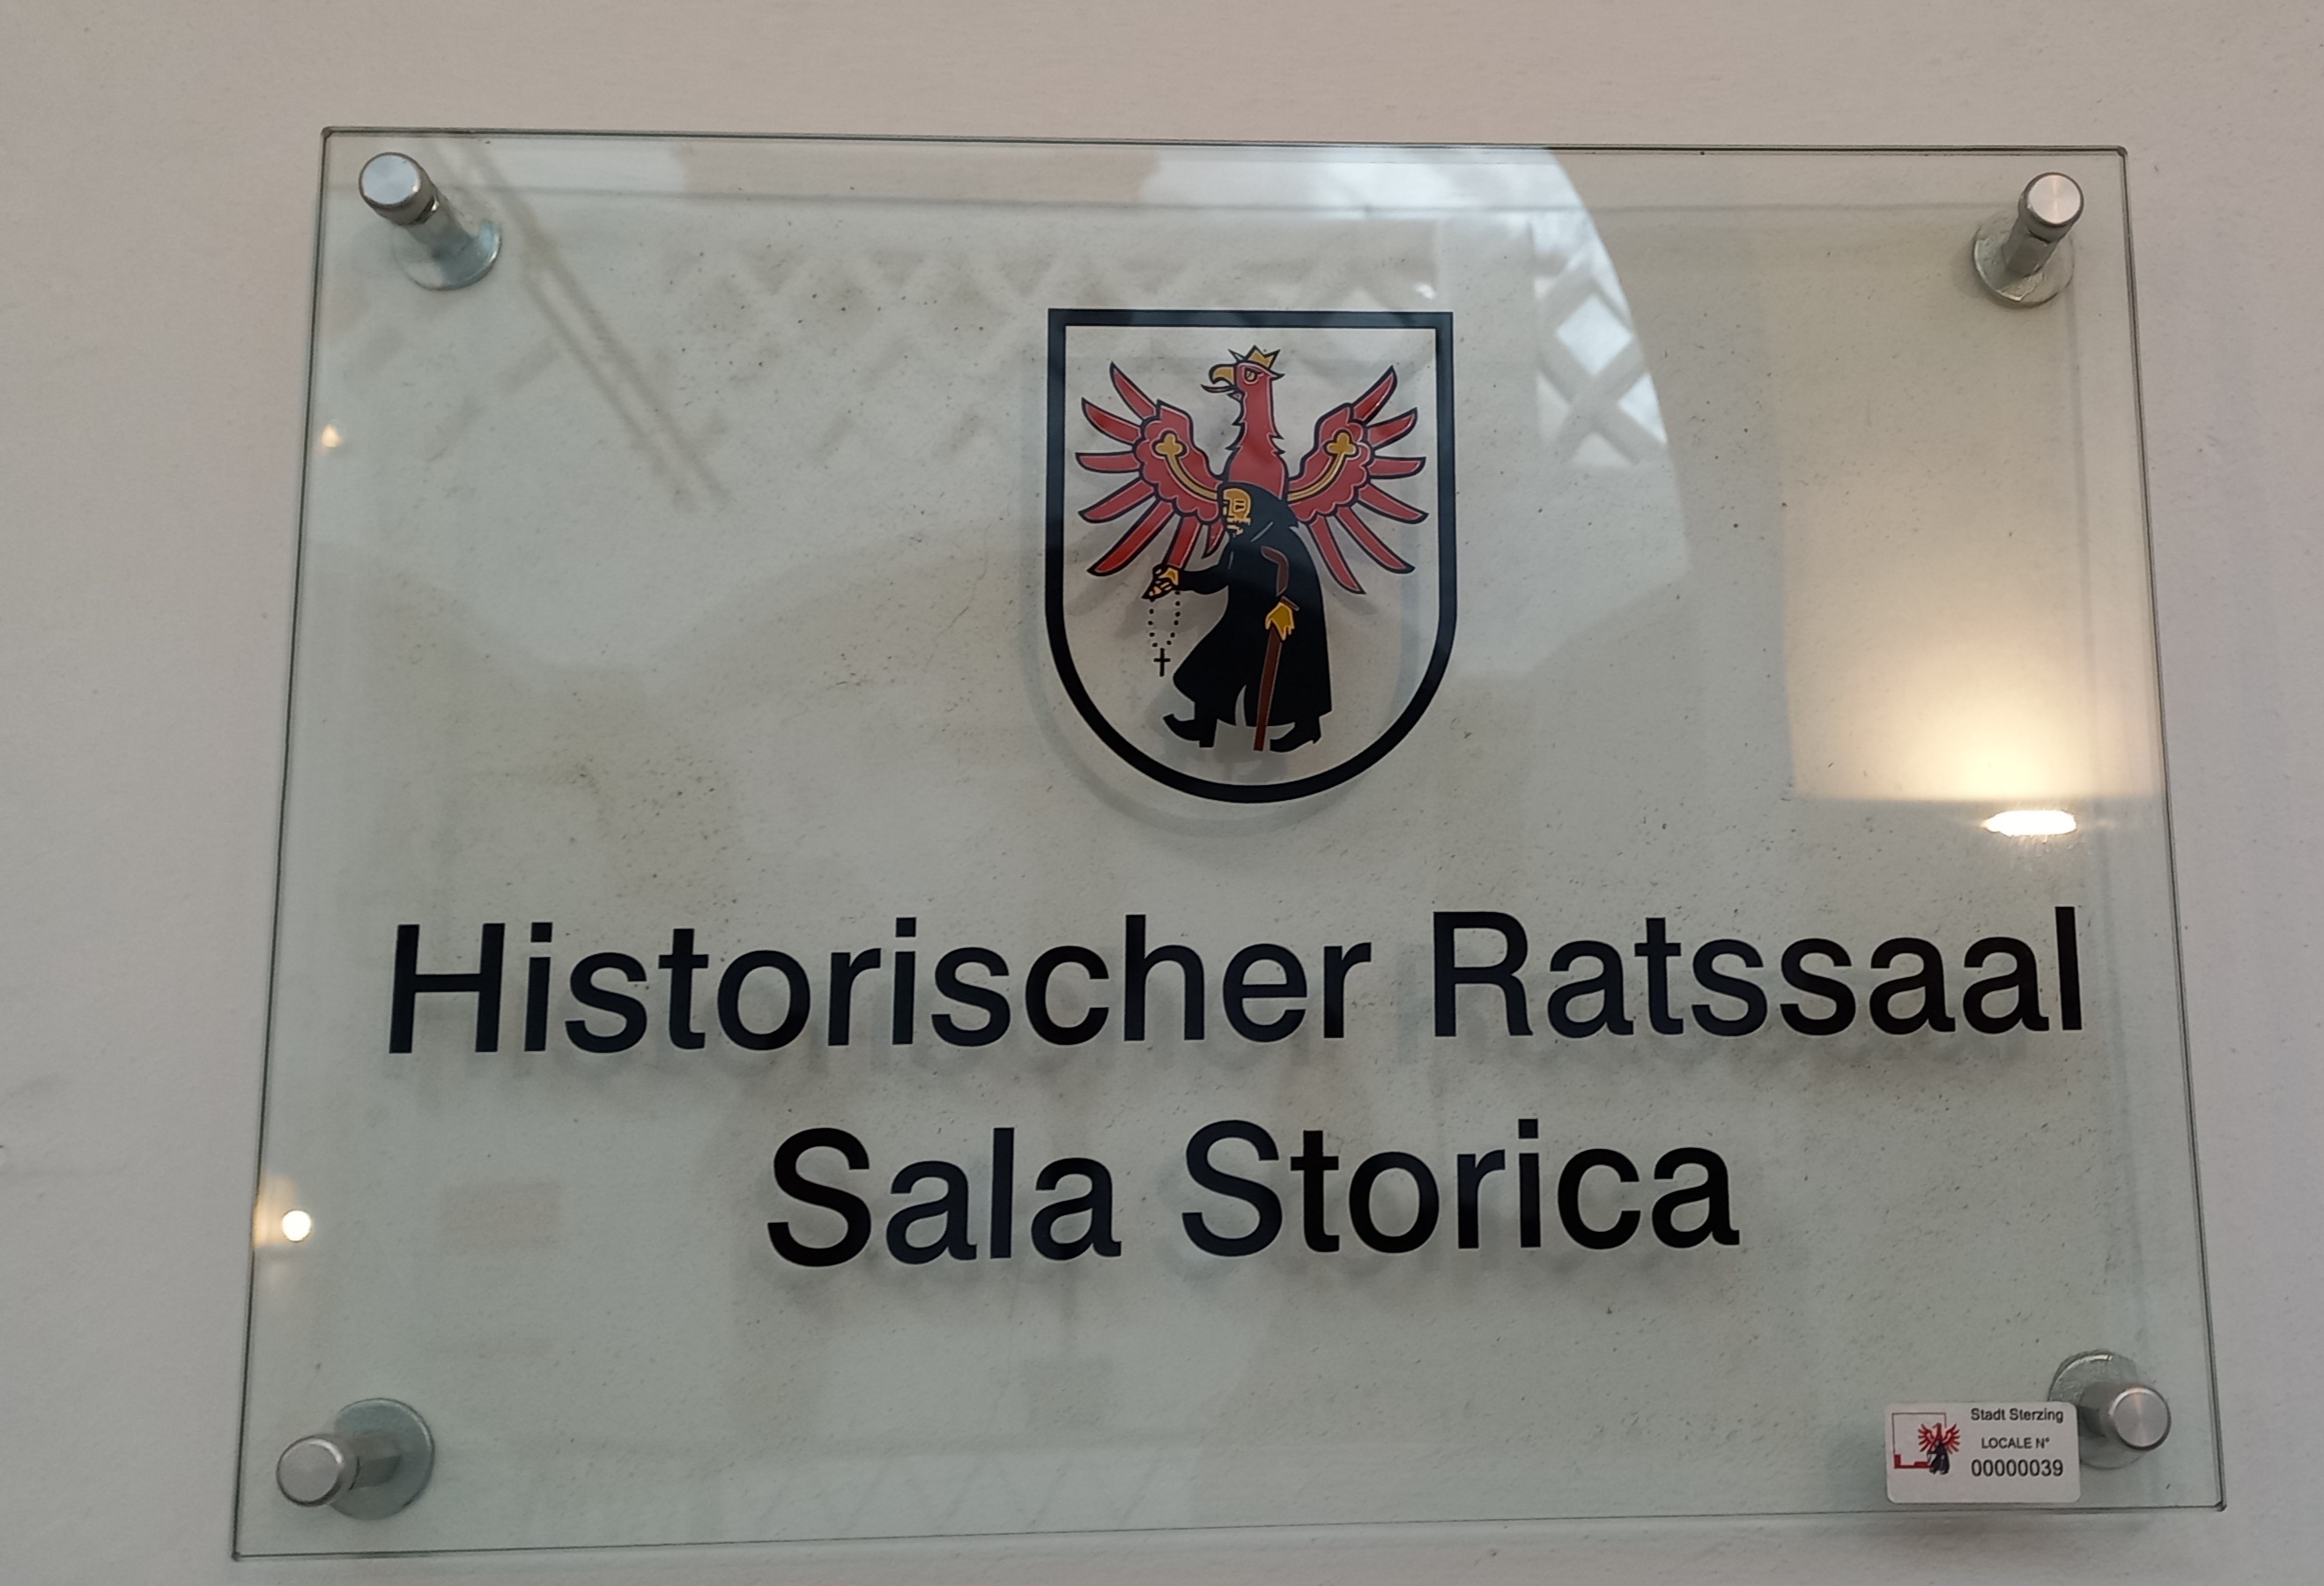 Historischer Ratssaal
Sala Storica
Stadt Sterzing
LOCALE N°
00000039